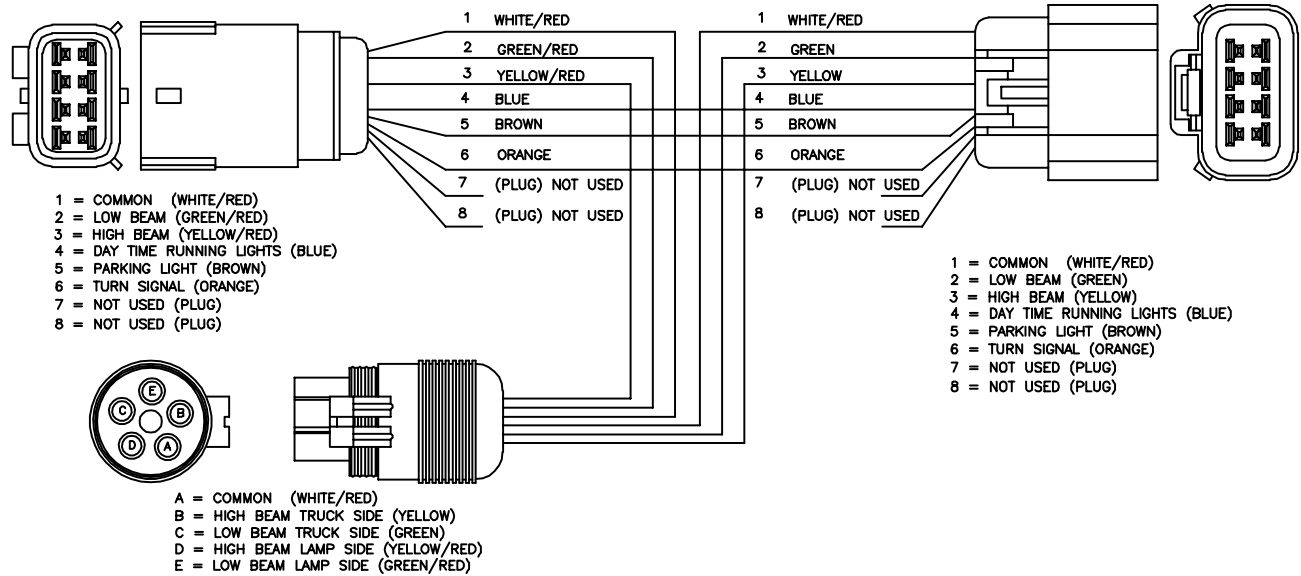 1 WHITE/RED
2 GREEN/RED
3 YELLOW/RED
4 BLUE
5 BROWN
6 ORANGE
7 (PLUG) NOT USED
8 (PLUG) NOT USED
1 WHITE/RED
2 GREEN
3 YELLOW
4 BLUE
5 BROWN
6 ORANGE
7 (PLUG) NOT USED
8 (PLUG) NOT USED
1 = COMMON (WHITE/RED)
2 = LOW BEAM (GREEN/RED)
3 = HIGH BEAM (YELLOW/RED)
4 = DAY TIME RUNNING LIGHTS (BLUE)
5 = PARKING LIGHT (BROWN)
6 = TURN SIGNAL (ORANGE)
7 = NOT USED (PLUG)
8 = NOT USED (PLUG)
1 = COMMON (WHITE/RED)
2 = LOW BEAM (GREEN)
3 = HIGH BEAM (YELLOW)
4 = DAY TIME RUNNING LIGHTS (BLUE)
5 = PARKING LIGHT (BROWN)
6 = TURN SIGNAL (ORANGE)
7 = NOT USED (PLUG)
8 = NOT USED (PLUG)
E
C
B
D
A
A = COMMON (WHITE/RED)
B = HIGH BEAM TRUCK SIDE (YELLOW)
C = LOW BEAM TRUCK SIDE (GREEN)
D = HIGH BEAM LAMP SIDE (YELLOW/RED)
E = LOW BEAM LAMP SIDE (GREEN/RED)